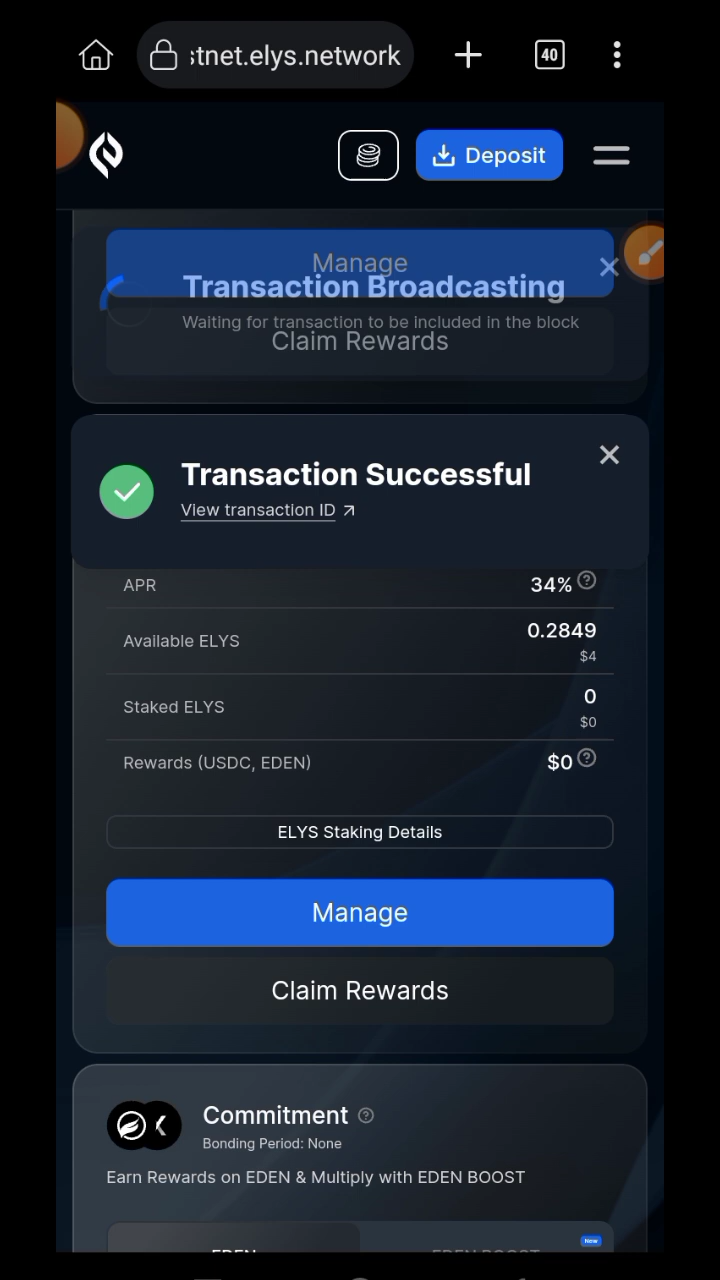 stnet.elys.network
40
Deposit
Manage
Transaction Broadcasting
Waiting for transaction to be included in the block
Claim Rewards
Transaction Successful
View transaction ID
APR
34%
Available ELYS
0.2849
$4
Staked ELYS
0
$0
Rewards (USDC, EDEN)
$0
ELYS Staking Details
Manage
Claim Rewards
Commitment
Bonding Period: None
Earn Rewards on EDEN & Multiply with EDEN BOOST
New
EDEN
EDEN BOOST